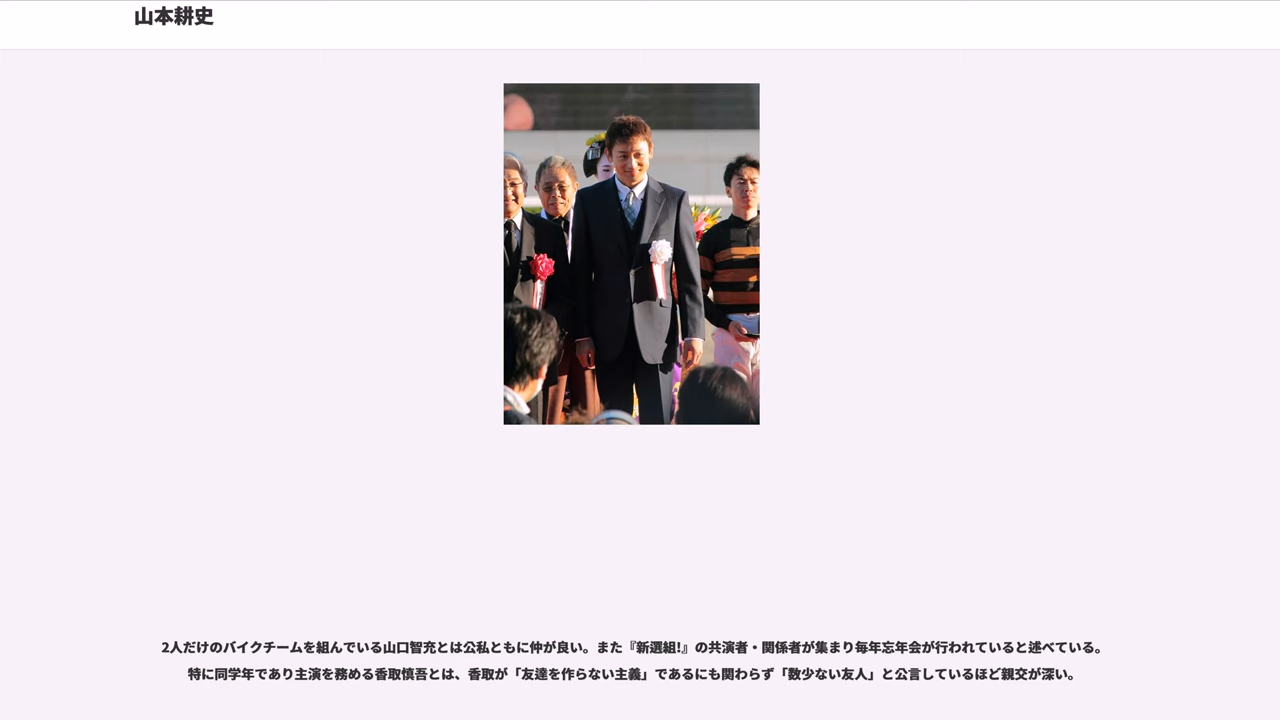 山本耕史
2人だけのバイクチームを組んでいる山口智充とは公私ともに仲が良い。また『新選組!』の共演者・関係者が集まり毎年忘年会が行われていると述べている。
特に同学年であり主演を務める香取慎吾とは、香取が「友達を作らない主義」であるにも関わらず「数少ない友人」と公言しているほど親交が深い。